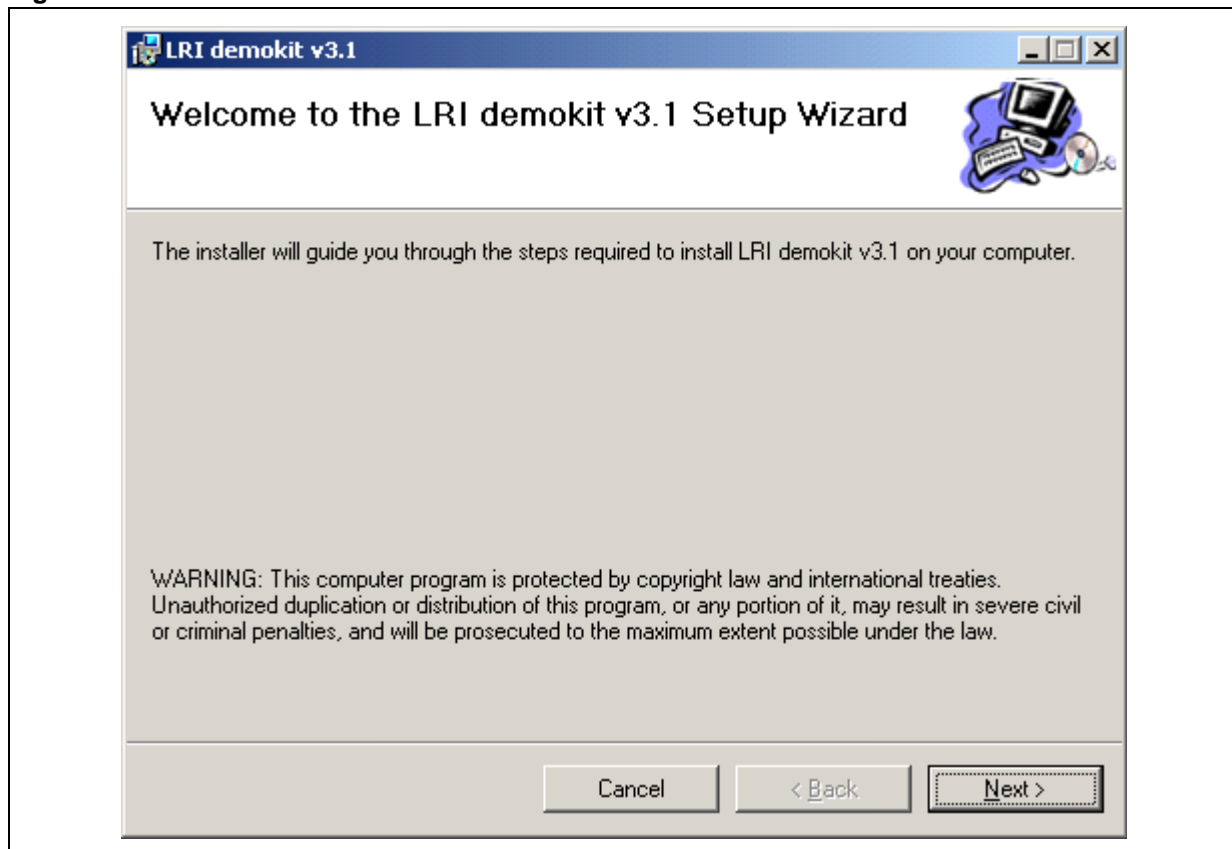 LRI demokit v3.1
Welcome to the LRI demokit v3.1 Setup Wizard
The installer will guide you through the steps required to install LRI demokit v3.1 on your computer.
WARNING: This computer program is protected by copyright law and international treaties.
Unauthorized duplication or distribution of this program, or any portion of it, may result in severe civil
or criminal penalties, and will be prosecuted to the maximum extent possible under the law.
Cancel
< Back
Next >